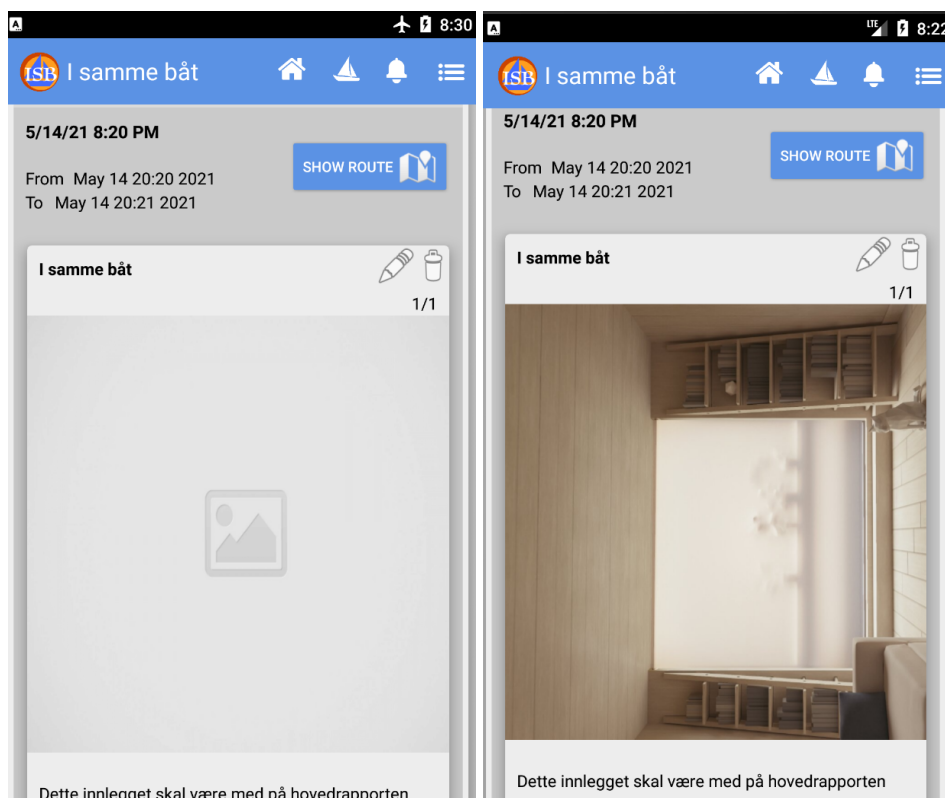 A
8:30
ISB I samme båt
5/14/21 8:20 PM
SHOW ROUTE
From May 14 20:20 2021
To May 14 20:21 2021
I samme båt
1/1
Dette innlegget skal være med på hovedrapporten
A
LTE 8:22
ISB I samme båt
5/14/21 8:20 PM
SHOW ROUTE
From May 14 20:20 2021
To May 14 20:21 2021
I samme båt
1/1
Dette innlegget skal være med på hovedrapporten